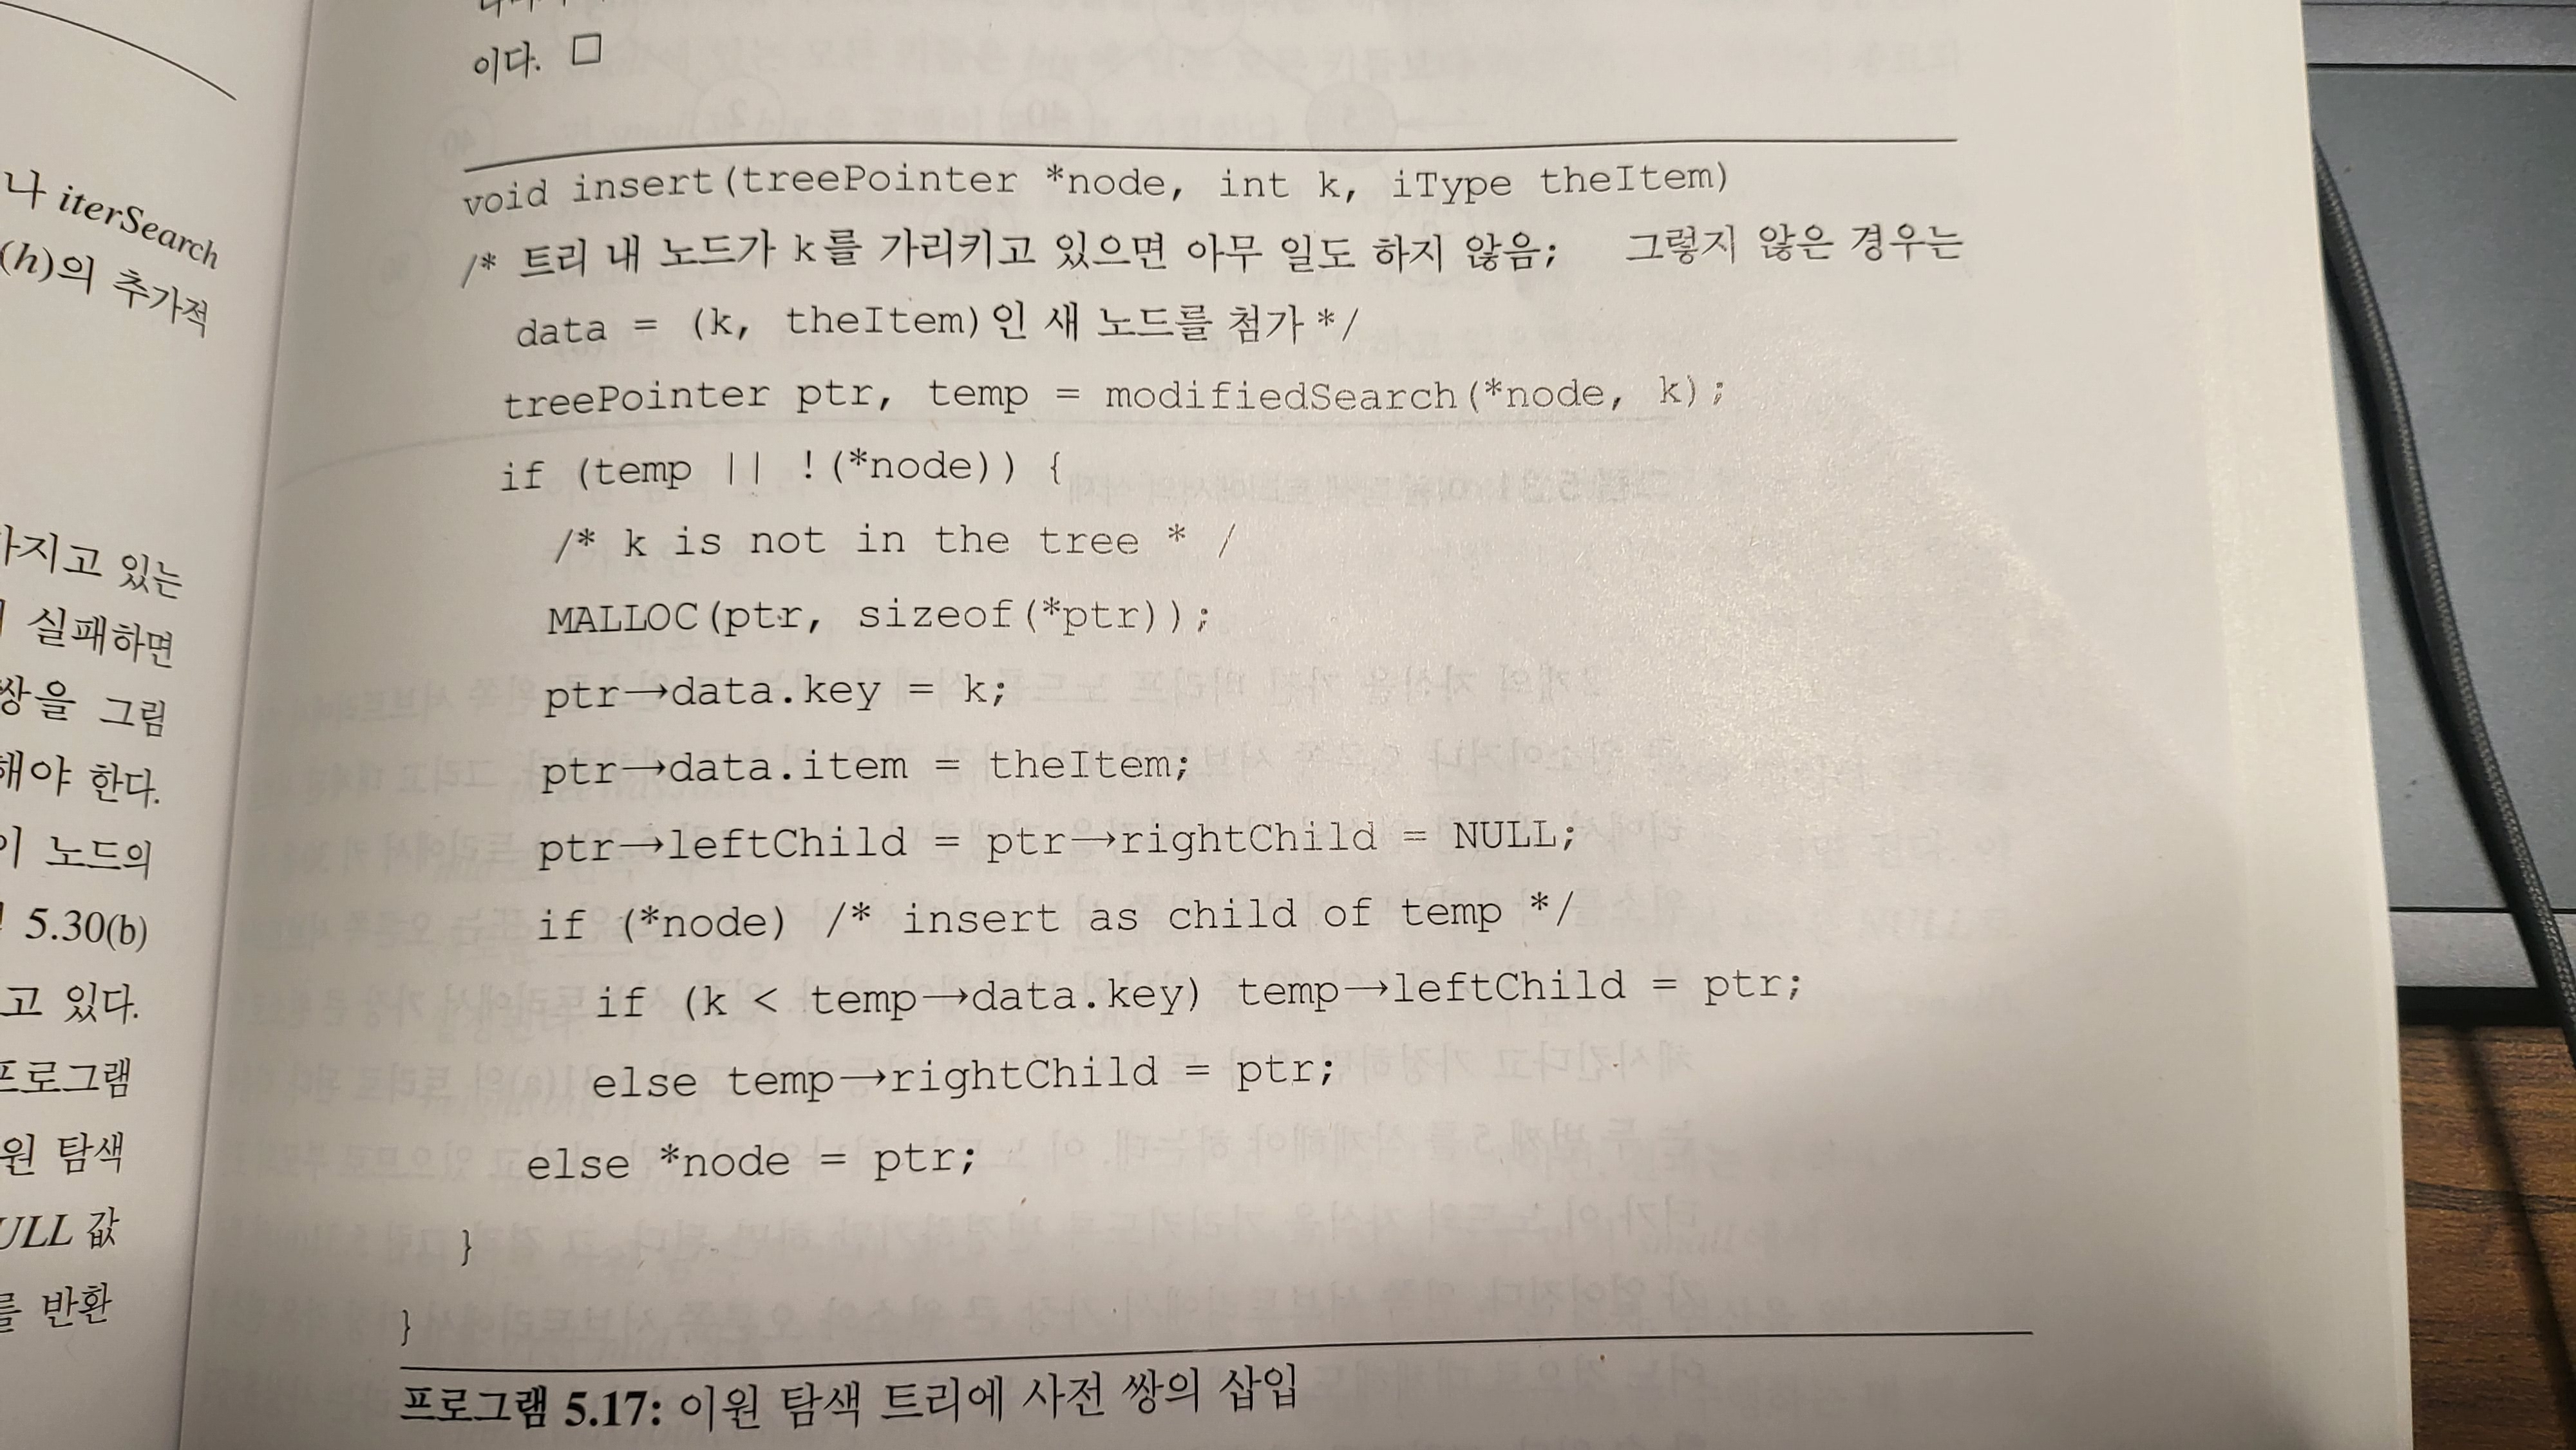 나 iterSearch
(h)의 추가적
가지고 있는
실패하면
쌍을 그림
해야 한다.
이 노드의
5.30(b)
고 있다.
프로그램
원 탐색
ULL 값
를 반환
이다. □
void insert(treePointer *node, int k, iType theItem)
/* 트리 내 노드가 k를 가리키고 있으면 아무 일도 하지 않음; 그렇지 않은 경우는
data = (k, theItem)인 새 노드를 첨가 */
treePointer ptr, temp = modifiedSearch(*node, k);
if (temp || !(*node)) {
/* k is not in the tree * /
MALLOC(ptr, sizeof(*ptr));
ptr→data.key = k;
ptr→data.item = theItem;
ptr→leftChild = ptr→rightChild = NULL;
if (*node) /* insert as child of temp */
if (k < temp→data.key) temp→leftChild = ptr;
else temp→rightChild = ptr;
else *node = ptr;
}
}
프로그램 5.17: 이원 탐색 트리에 사전 쌍의 삽입